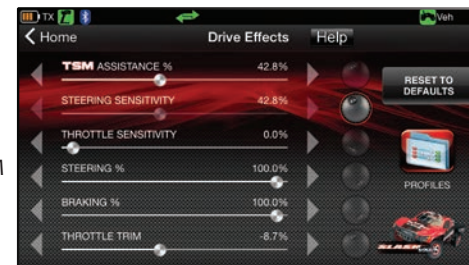 TX Veh
Home Drive Effects Help
TSM ASSISTANCE % 42.8%
STEERING SENSITIVITY 42.8%
THROTTLE SENSITIVITY 0.0%
STEERING % 100.0%
BRAKING % 100.0%
THROTTLE TRIM -8.7%
RESET TO
DEFAULTS
PROFILES
SLASH